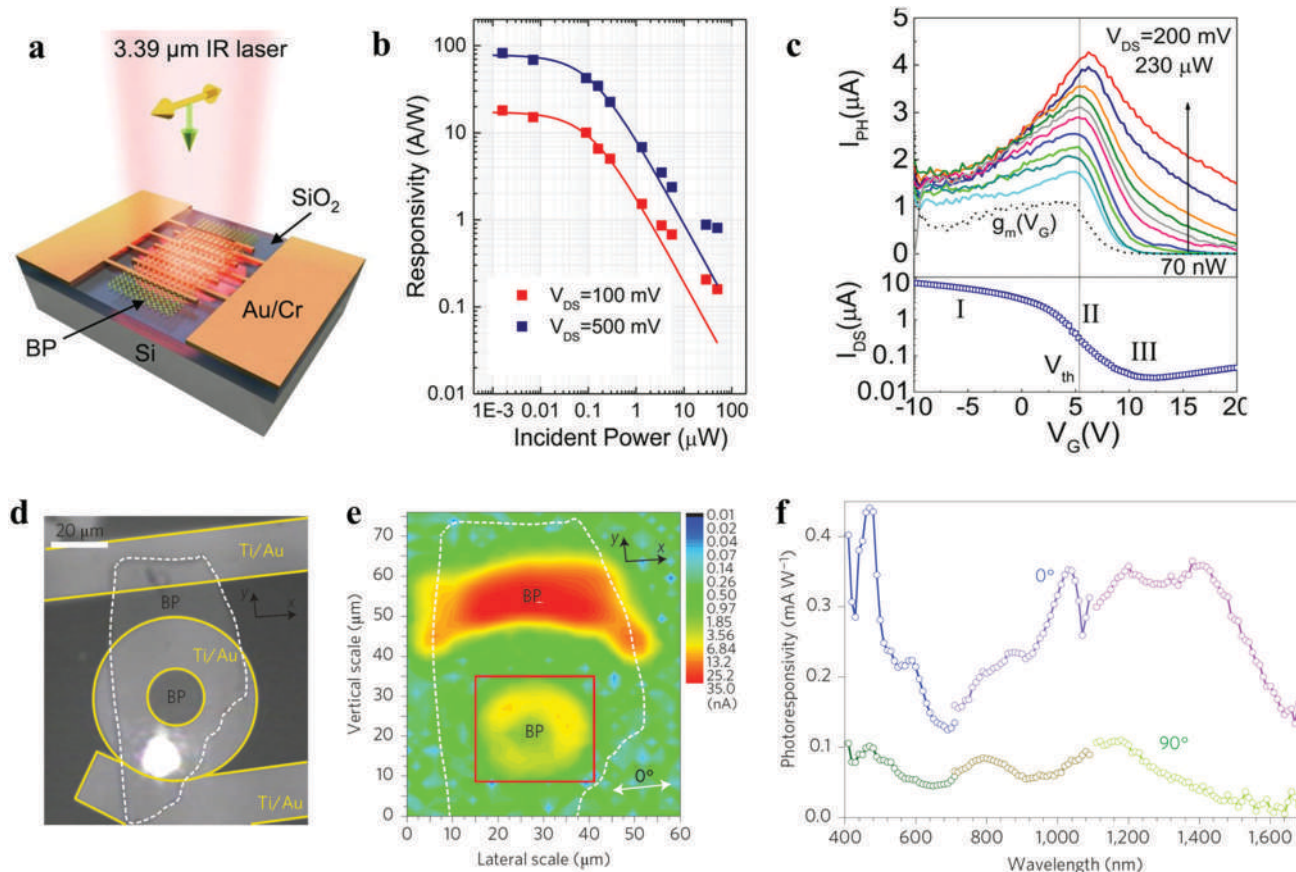 a
3.39 µm IR laser
SiO2
BP
Si
Au/Cr
b
Responsivity (A/W)
100
10
1
0.1
0.01
VDS=100 mV
VDS=500 mV
1E-3 0.01 0.1 1 10 100
Incident Power (µW)
c
IPH(µA)
5
4
3
2
1
0
VDS=200 mV
230 µW
gm(VG)
70 nW
IDS(µA)
10
1
0.1
0.01
I
II
III
Vth
-10 -5 0 5 10 15 20
VG(V)
d
20 µm
Ti/Au
BP
y
x
Ti/Au
BP
Ti/Au
e
Vertical scale (µm)
70
60
50
40
30
20
10
0
BP
y
x
BP
0°
0 10 20 30 40 50 60
Lateral scale (µm)
0.01
0.02
0.04
0.07
0.14
0.26
0.50
0.97
1.85
3.56
6.84
13.2
25.2
35.0
(nA)
f
Photoresponsivity (mA W−1)
0.4
0.3
0.2
0.1
0.0
0°
90°
400 600 800 1,000 1,200 1,400 1,600
Wavelength (nm)